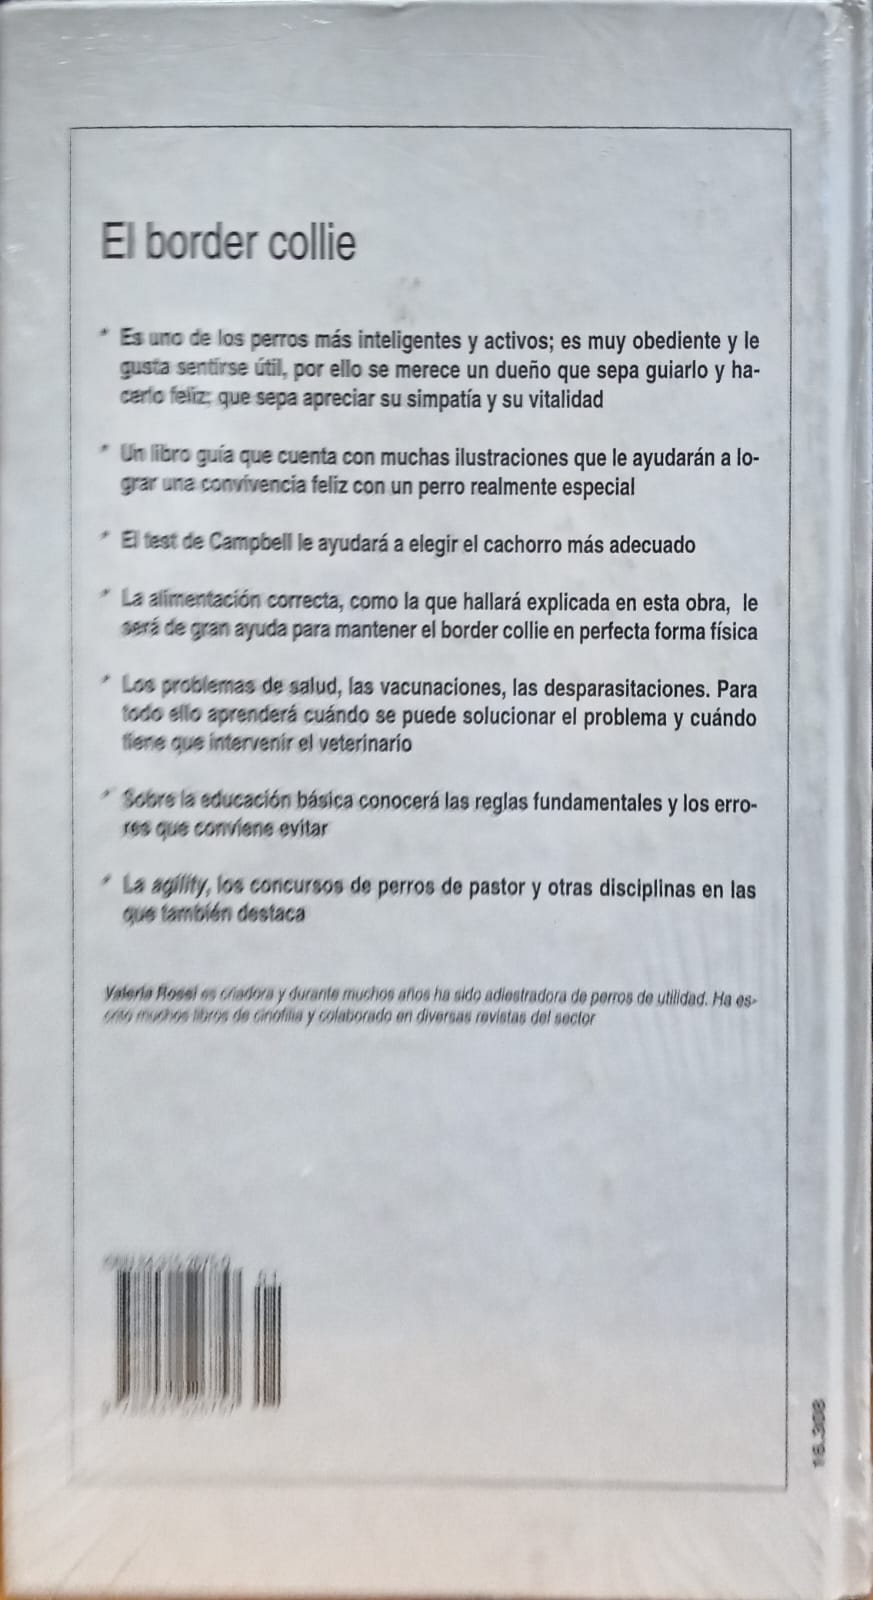 El border collie
* Es uno de los perros más inteligentes y activos; es muy obediente y le
gusta sentirse útil, por ello se merece un dueño que sepa guiarlo y ha-
cerlo feliz; que sepa apreciar su simpatía y su vitalidad
* Un libro guía que cuenta con muchas ilustraciones que le ayudarán a lo-
grar una convivencia feliz con un perro realmente especial
* El test de Campbell le ayudará a elegir el cachorro más adecuado
* La alimentación correcta, como la que hallará explicada en esta obra, le
será de gran ayuda para mantener el border collie en perfecta forma física
* Los problemas de salud, las vacunaciones, las desparasitaciones. Para
todo ello aprenderá cuándo se puede solucionar el problema y cuándo
tiene que intervenir el veterinario
* Sobre la educación básica conocerá las reglas fundamentales y los erro-
res que conviene evitar
* La agility, los concursos de perros de pastor y otras disciplinas en las
que también destaca
Valeria Rossi es criadora y durante muchos años ha sido adiestradora de perros de utilidad. Ha es-
crito muchos libros de cinofilia y colaborado en diversas revistas del sector